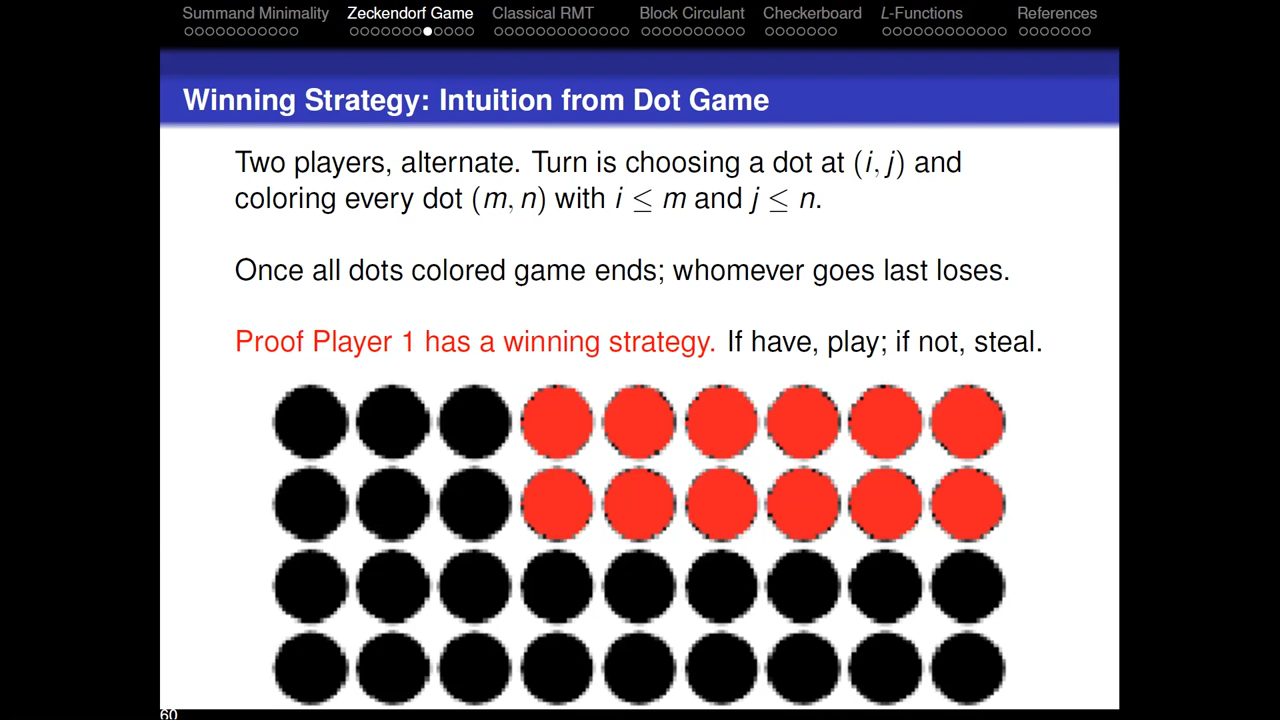 Summand Minimality Zeckendorf Game Classical RMT Block Circulant Checkerboard L-Functions References
Winning Strategy: Intuition from Dot Game
Two players, alternate. Turn is choosing a dot at (i, j) and
coloring every dot (m, n) with i ≤ m and j ≤ n.
Once all dots colored game ends; whomever goes last loses.
Proof Player 1 has a winning strategy. If have, play; if not, steal.
60